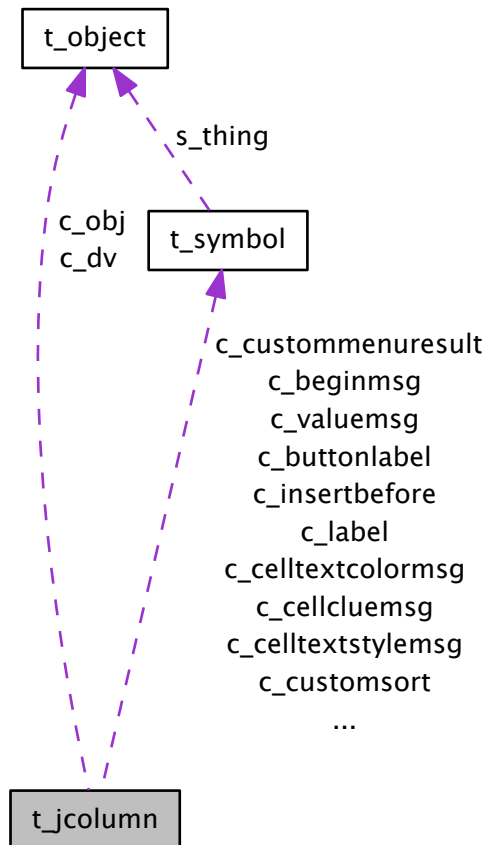 t_object
s_thing
c_obj
c_dv
t_symbol
c_custommenuresult
c_beginmsg
c_valuemsg
c_buttonlabel
c_insertbefore
c_label
c_celltextcolormsg
c_cellcluemsg
c_celltextstylemsg
c_customsort
...
t_jcolumn